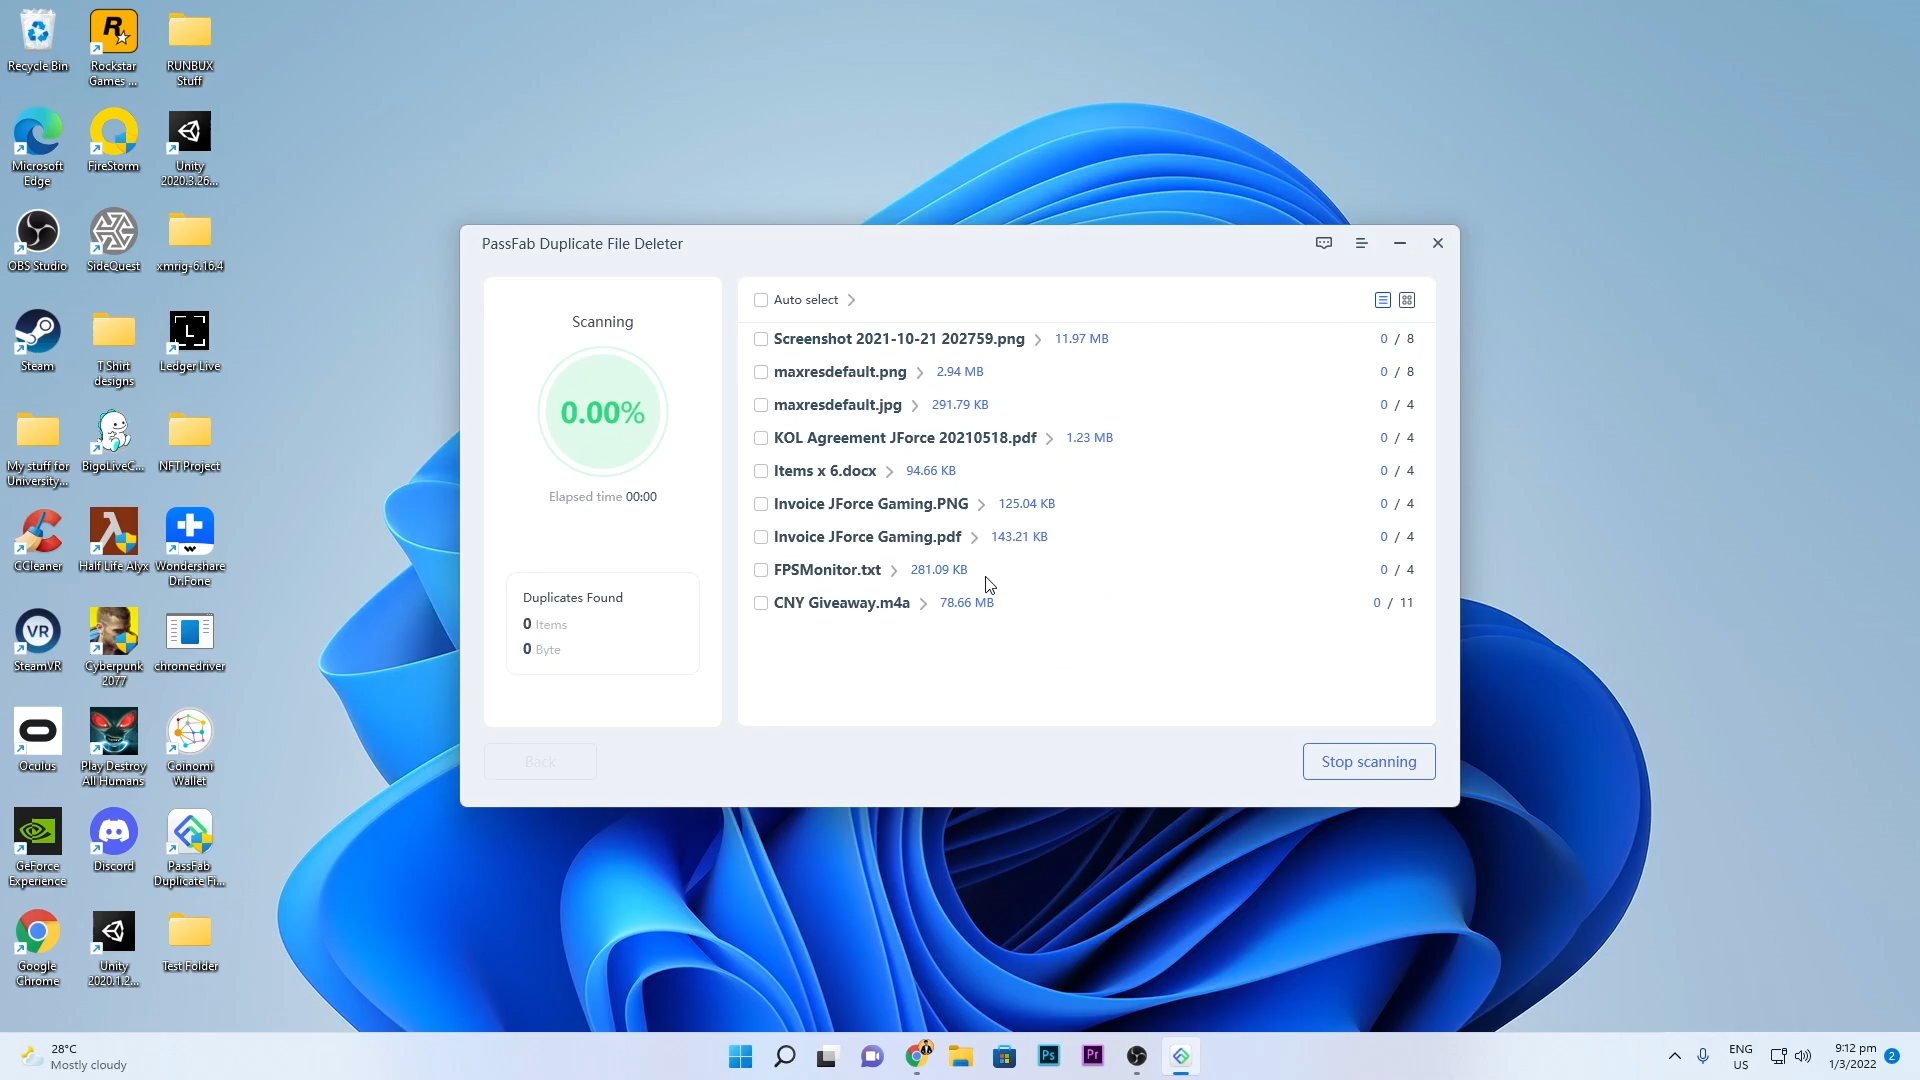 Recycle Bin
Rockstar
Games ...
RUNBUX
Stuff
Microsoft
Edge
FireStorm
Unity
2020.3.26...
OBS Studio
SideQuest
xmrig-6.16.4
Steam
T Shirt
designs
Ledger Live
My stuff for
University...
BigoLiveC...
NFT Project
CCleaner
Half Life Alyx
Wondershare
Dr.Fone
SteamVR
Cyberpunk
2077
chromedriver
Oculus
Play Destroy
All Humans
Coinomi
Wallet
GeForce
Experience
Discord
PassFab
Duplicate Fi...
Google
Chrome
Unity
2020.1.2...
Test Folder
PassFab Duplicate File Deleter
Scanning
0.00%
Elapsed time 00:00
Duplicates Found
0 Items
0 Byte
Auto select
Screenshot 2021-10-21 202759.png 11.97 MB 0 / 8
maxresdefault.png 2.94 MB 0 / 8
maxresdefault.jpg 291.79 KB 0 / 4
KOL Agreement JForce 20210518.pdf 1.23 MB 0 / 4
Items x 6.docx 94.66 KB 0 / 4
Invoice JForce Gaming.PNG 125.04 KB 0 / 4
Invoice JForce Gaming.pdf 143.21 KB 0 / 4
FPSMonitor.txt 281.09 KB 0 / 4
CNY Giveaway.m4a 78.66 MB 0 / 11
Back
Stop scanning
28°C
Mostly cloudy
Ps
Pr
ENG
US
9:12 pm
1/3/2022
2